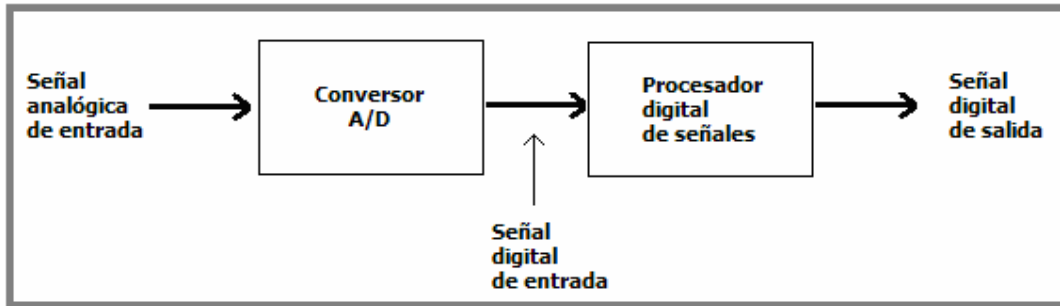 Señal
analógica
de entrada
Conversor
A/D
Señal
digital
de entrada
Procesador
digital
de señales
Señal
digital
de salida